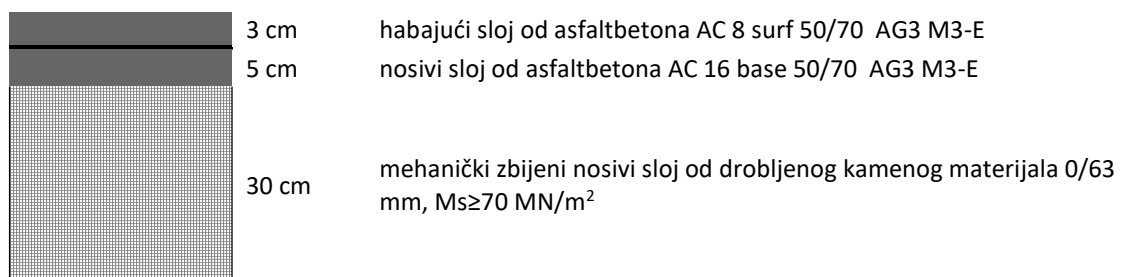 3 cm habajući sloj od asfaltbetona AC 8 surf 50/70 AG3 M3-E
5 cm nosivi sloj od asfaltbetona AC 16 base 50/70 AG3 M3-E
30 cm mehanički zbijeni nosivi sloj od drobljenog kamenog materijala 0/63
mm, Ms≥70 MN/m²